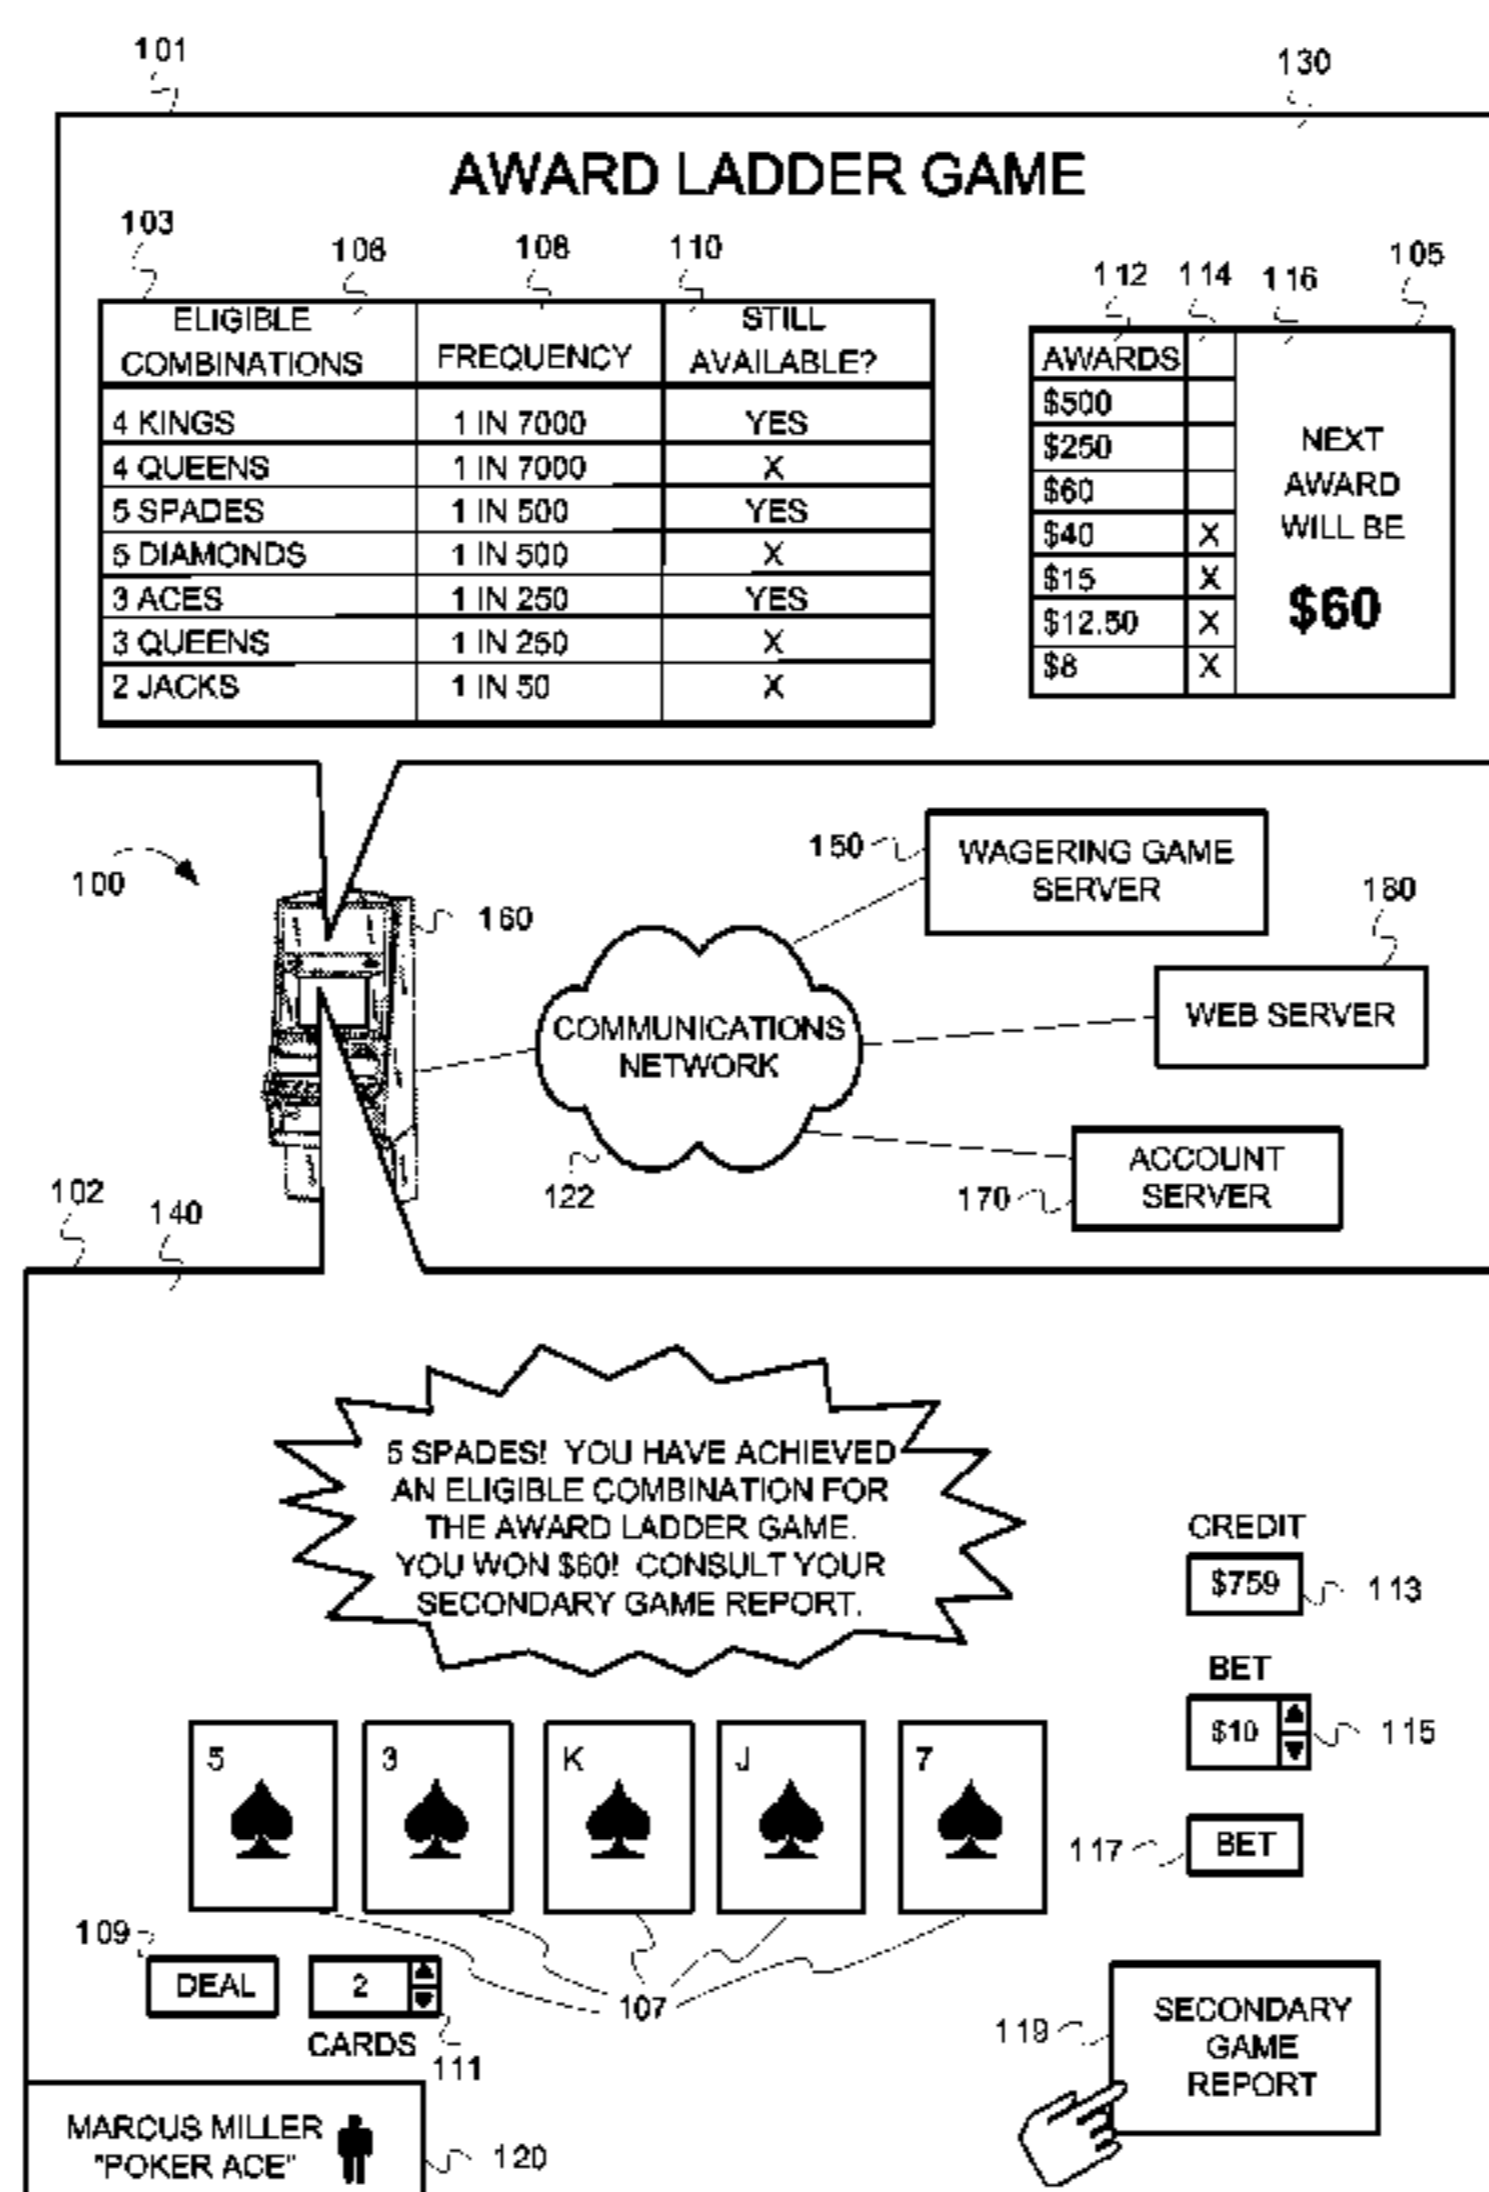 101
130
AWARD LADDER GAME
103
106
108
110
112
114
116
105
ELIGIBLE COMBINATIONS
FREQUENCY
STILL AVAILABLE?
4 KINGS 1 IN 7000 YES
4 QUEENS 1 IN 7000 X
5 SPADES 1 IN 500 YES
5 DIAMONDS 1 IN 500 X
3 ACES 1 IN 250 YES
3 QUEENS 1 IN 250 X
2 JACKS 1 IN 50 X
AWARDS
$500
$250
$60
$40 X
$15 X
$12.50 X
$8 X
NEXT
AWARD
WILL BE
$60
100
160
150
WAGERING GAME
SERVER
180
WEB SERVER
COMMUNICATIONS
NETWORK
122
170
ACCOUNT
SERVER
102
140
5 SPADES! YOU HAVE ACHIEVED
AN ELIGIBLE COMBINATION FOR
THE AWARD LADDER GAME.
YOU WON $60! CONSULT YOUR
SECONDARY GAME REPORT.
CREDIT
$759
113
BET
$10
115
117
BET
5
3
K
J
7
109
DEAL
2
CARDS
111
107
119
SECONDARY
GAME
REPORT
MARCUS MILLER
"POKER ACE"
120